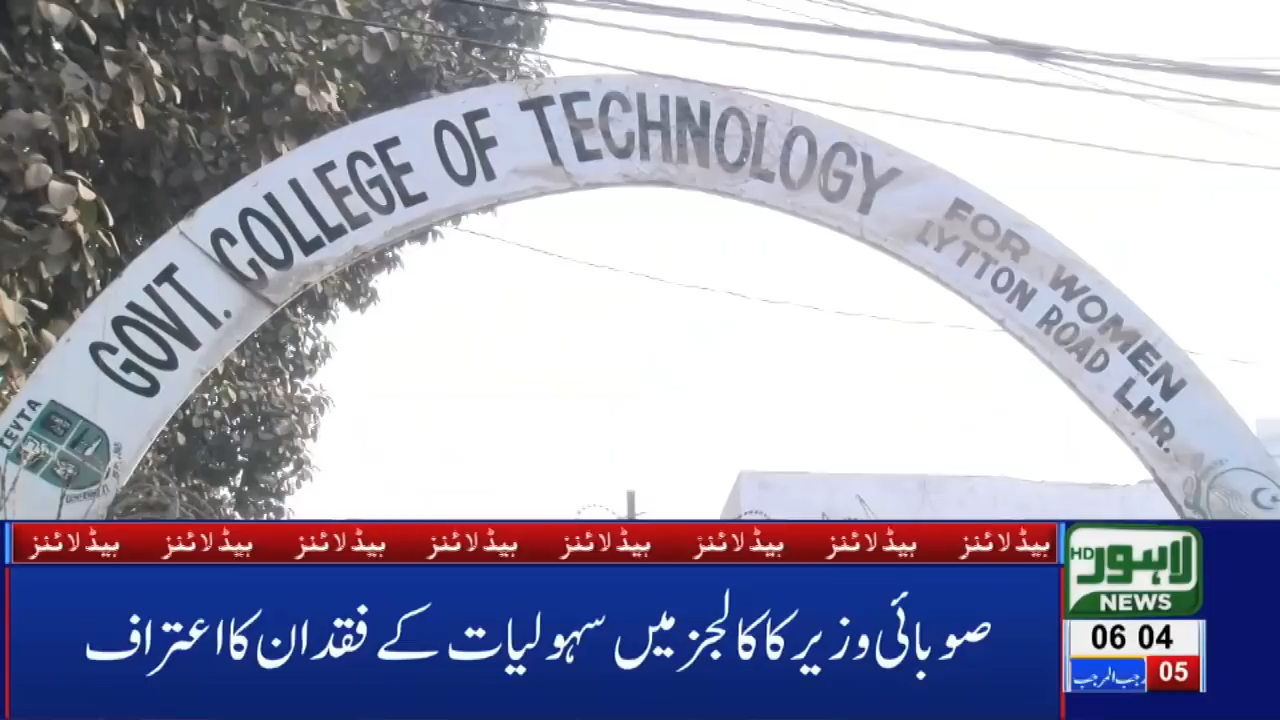 GOVT. COLLEGE OF TECHNOLOGY
FOR WOMEN
LYTTON ROAD LHR.
TEVTA
ہیڈلائنز ہیڈلائنز ہیڈلائنز ہیڈلائنز ہیڈلائنز ہیڈلائنز ہیڈلائنز ہیڈلائنز
صوبائی وزیر کا کالجز میں سہولیات کے فقدان کا اعتراف
HD لاہور
NEWS
06 04
05 رجب المرجب